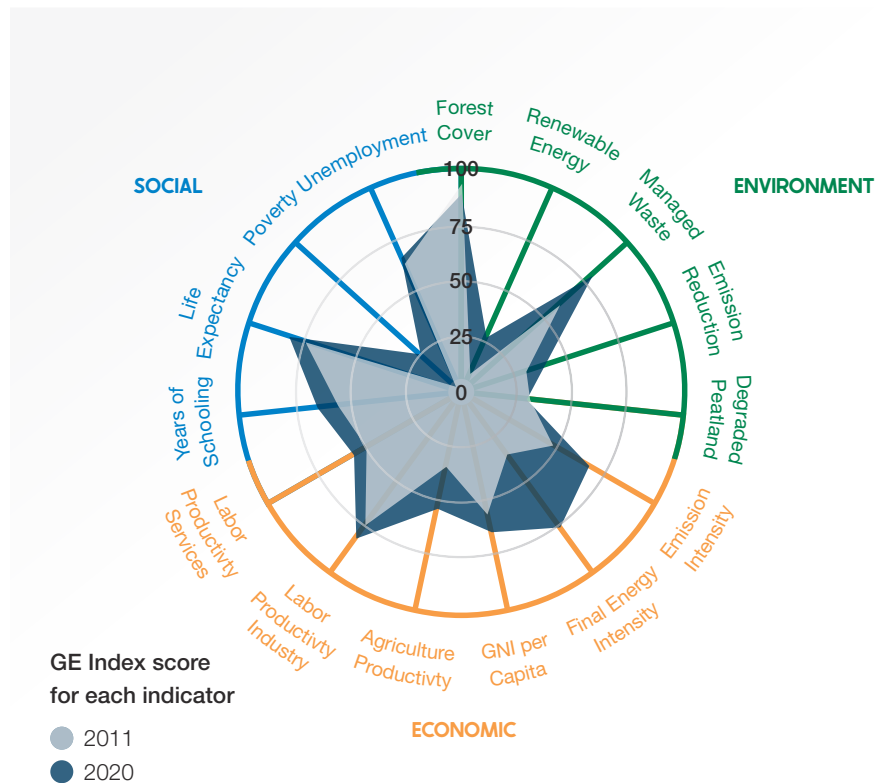 Forest
Cover
Renewable
Energy
Managed
Waste
ENVIRONMENT
Emission
Reduction
Degraded
Peatland
Emission
Intensity
Final Energy
Intensity
GNI per
Capita
ECONOMIC
Agriculture
Productivty
Labor
Productivty
Industry
Labor
Productivty
Services
Years of
Schooling
Life
Expectancy
Poverty
Unemployment
SOCIAL
100
75
50
25
0
GE Index score
for each indicator
2011
2020